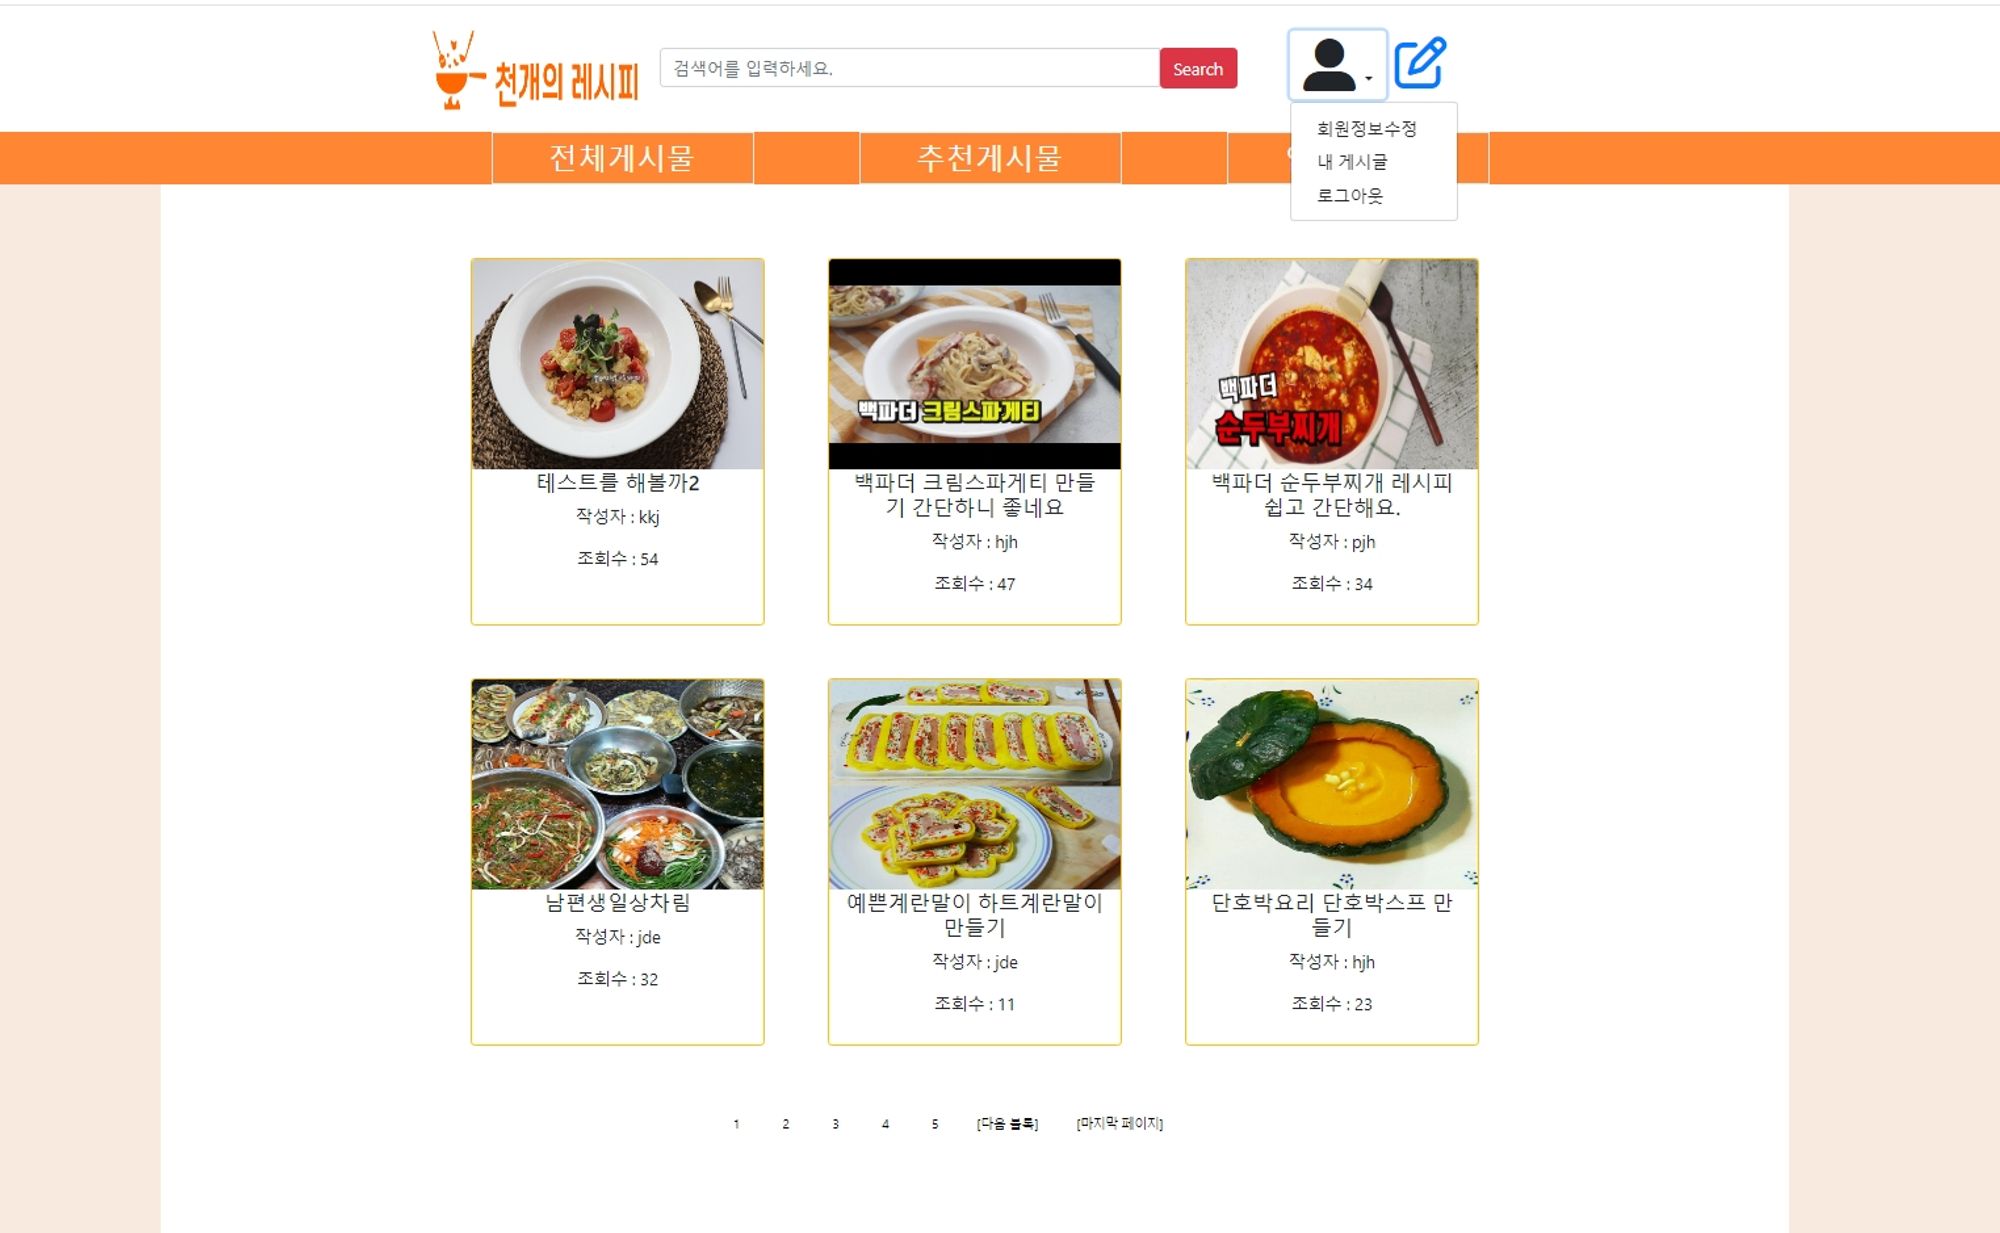 천개의 레시피
검색어를 입력하세요.
Search
회원정보수정
내 게시글
로그아웃
전체게시물
추천게시물
테스트를 해볼까2
작성자 : kkj
조회수 : 54
백파더 크림스파게티
백파더 크림스파게티 만들
기 간단하니 좋네요
작성자 : hjh
조회수 : 47
백파더
순두부찌개
백파더 순두부찌개 레시피
쉽고 간단해요.
작성자 : pjh
조회수 : 34
남편생일상차림
작성자 : jde
조회수 : 32
예쁜계란말이 하트계란말이
만들기
작성자 : jde
조회수 : 11
단호박요리 단호박스프 만
들기
작성자 : hjh
조회수 : 23
1 2 3 4 5 [다음 블록] [마지막 페이지]